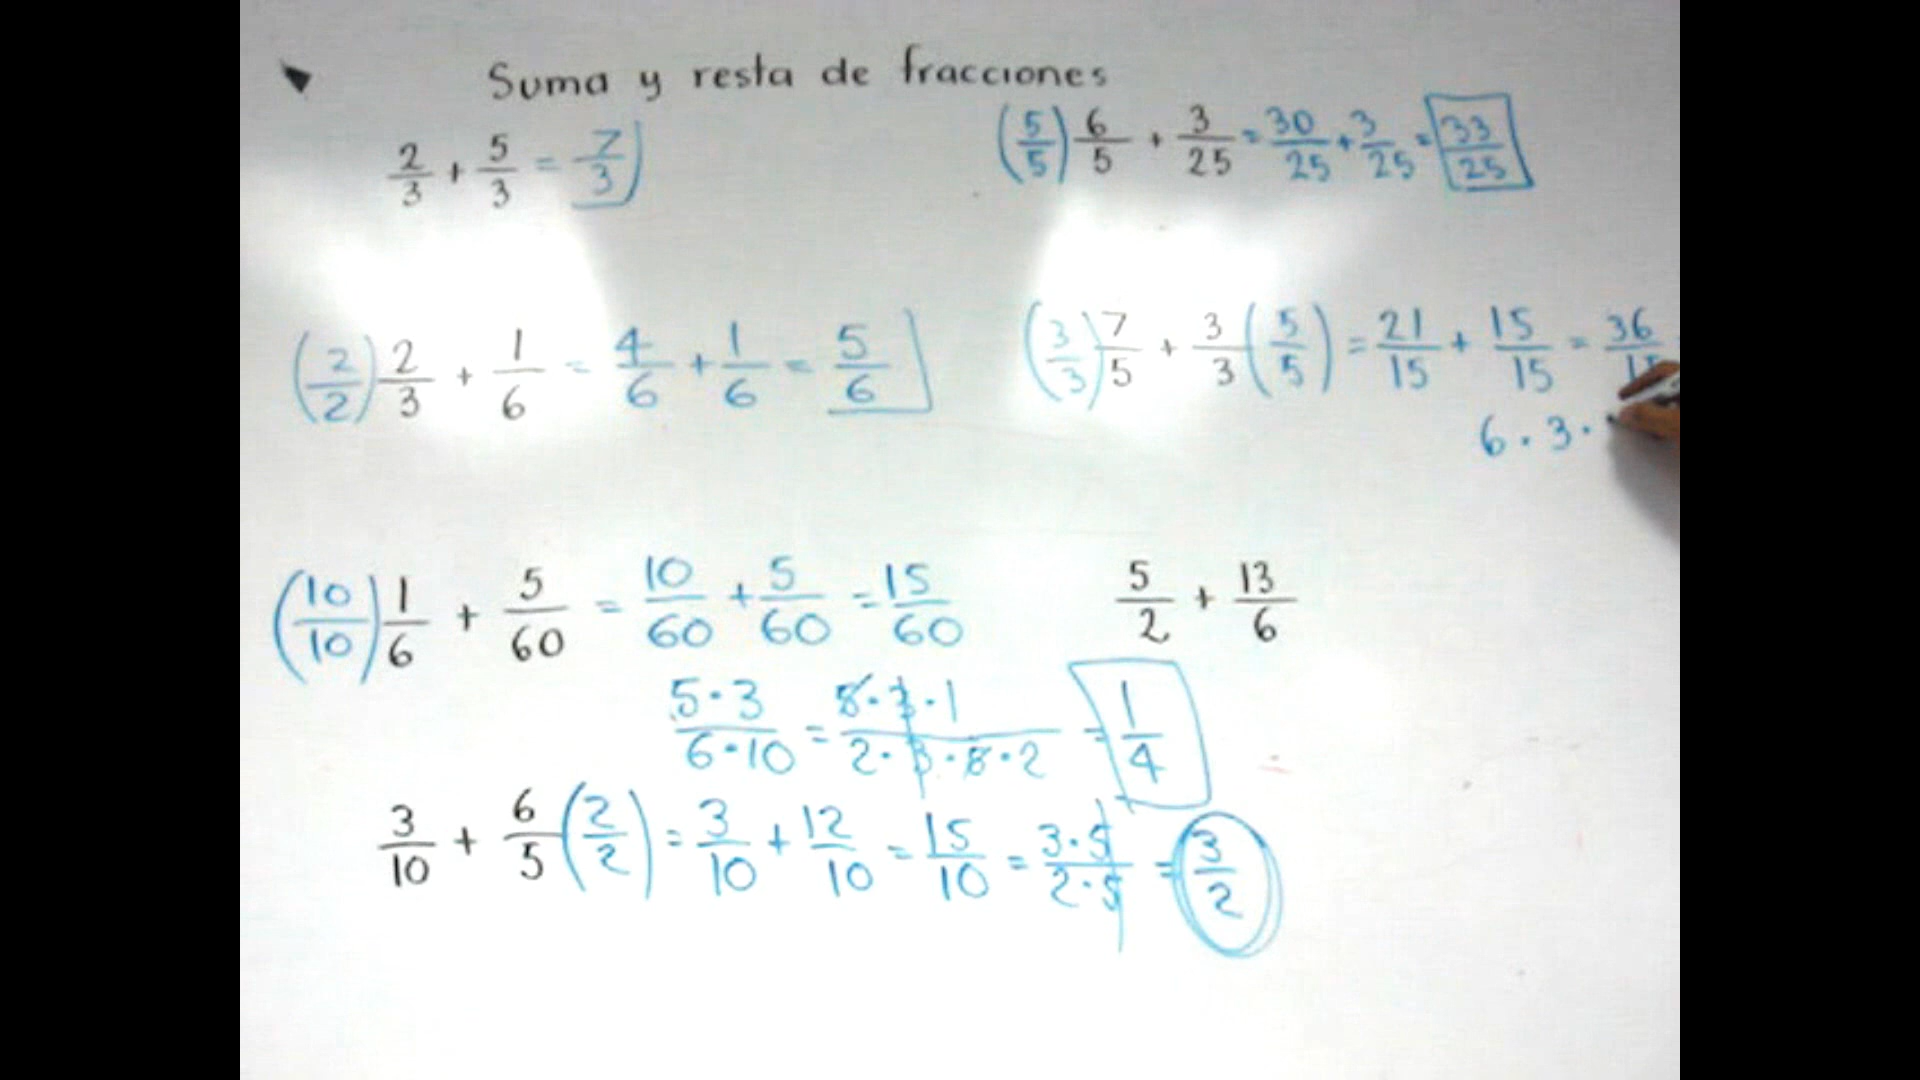 Suma y resta de fracciones
2/3 + 5/3 = 7/3
(5/5) 6/5 + 3/25 = 30/25 + 3/25 = 33/25
(2/2) 2/3 + 1/6 = 4/6 + 1/6 = 5/6
(3/3) 7/5 + 3/3 (5/5) = 21/15 + 15/15 = 36/15
6 · 3 ·
(10/10) 1/6 + 5/60 = 10/60 + 5/60 = 15/60
5 · 3/6 · 10 = 5 · 3 · 1/2 · 3 · 5 · 2 = 1/4
5/2 + 13/6
3/10 + 6/5 (2/2) = 3/10 + 12/10 = 15/10 = 3 · 5/2 · 5 = 3/2